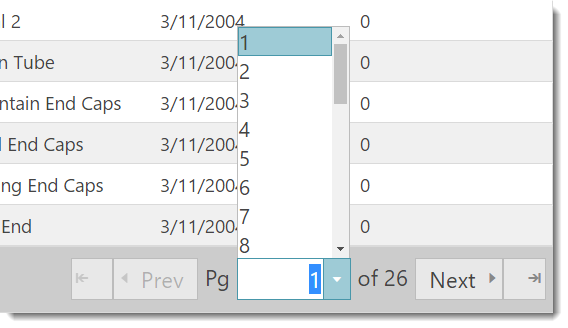 l 2 3/11/2004 0
1
n Tube 3/11/2004 0
2
3
ntain End Caps 3/11/2004 0
4
l End Caps 3/11/2004 0
5
ng End Caps 3/11/2004 0
6
7
End 3/11/2004 0
8
Prev Pg 1 of 26 Next